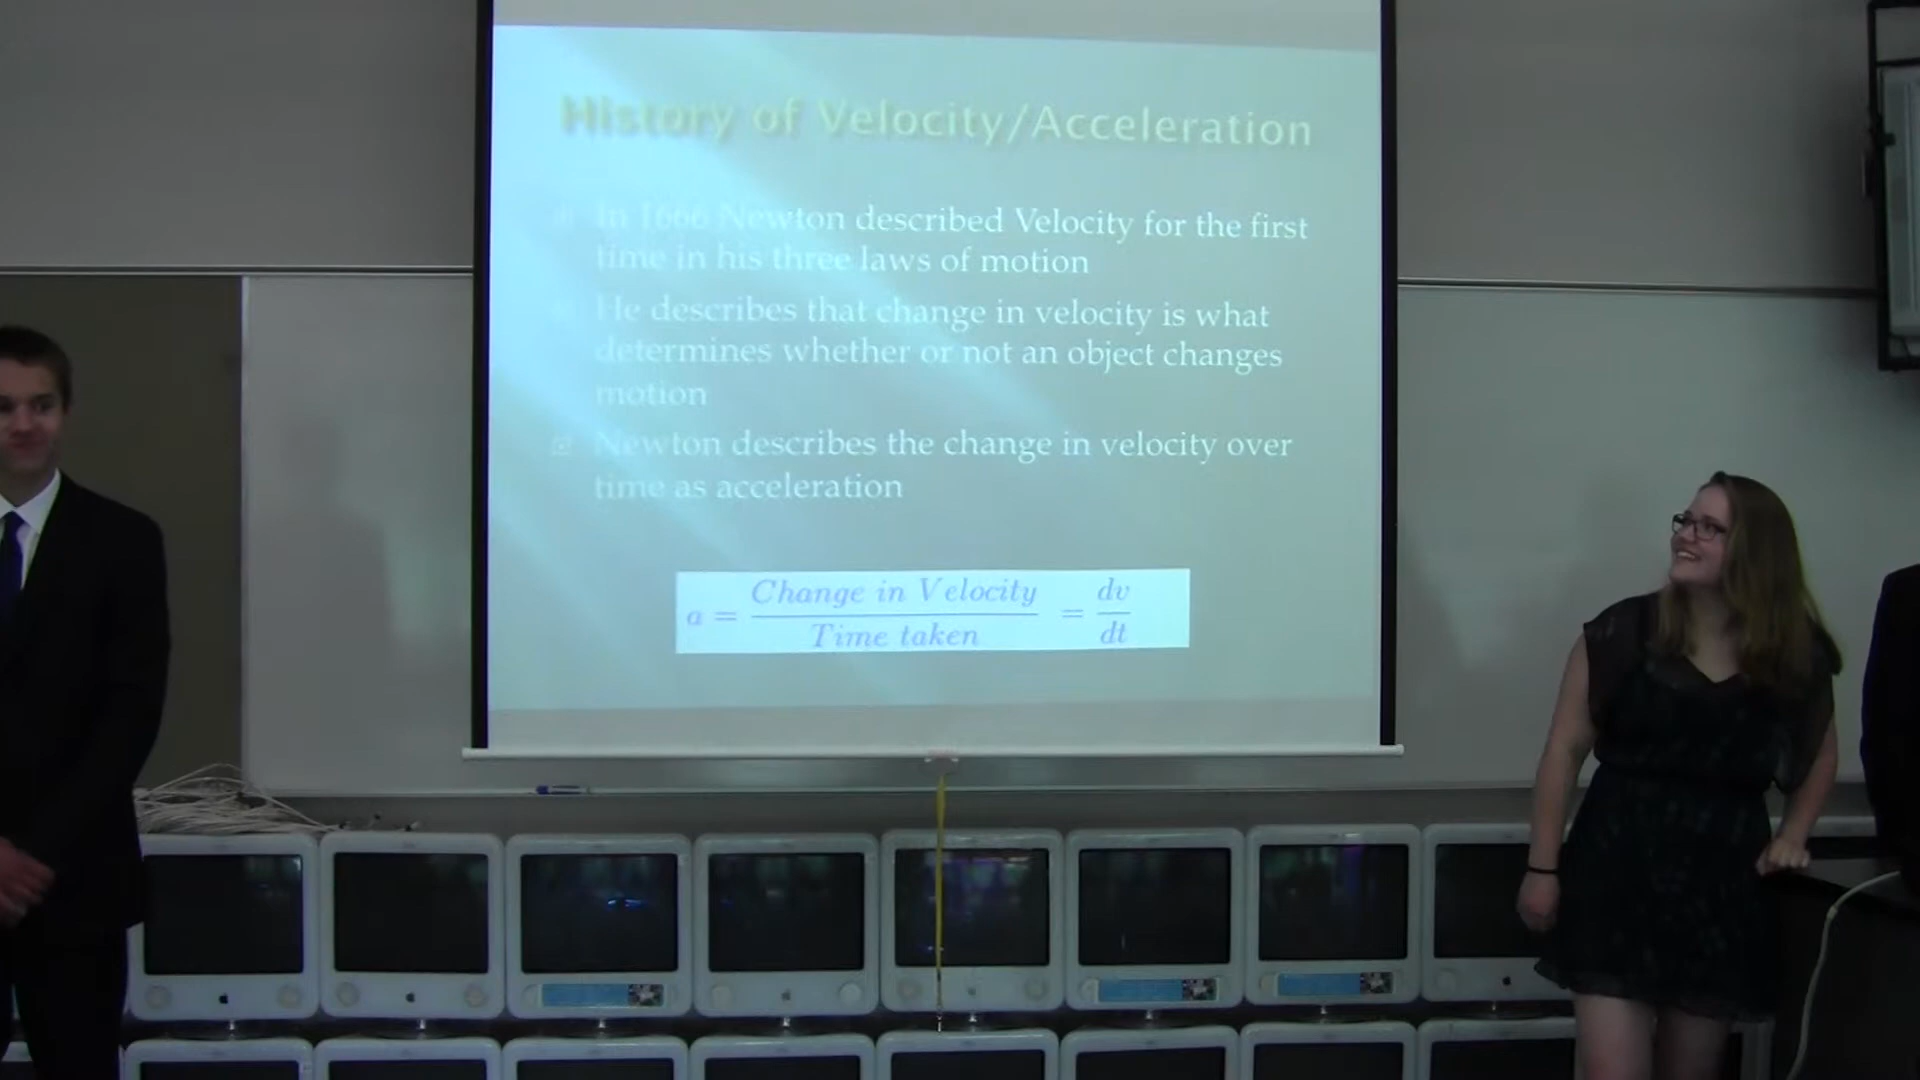 History of Velocity/Acceleration
In 1666 Newton described Velocity for the first
time in his three laws of motion
He describes that change in velocity is what
determines whether or not an object changes
motion
Newton describes the change in velocity over
time as acceleration
a = Change in Velocity / Time taken = dv / dt